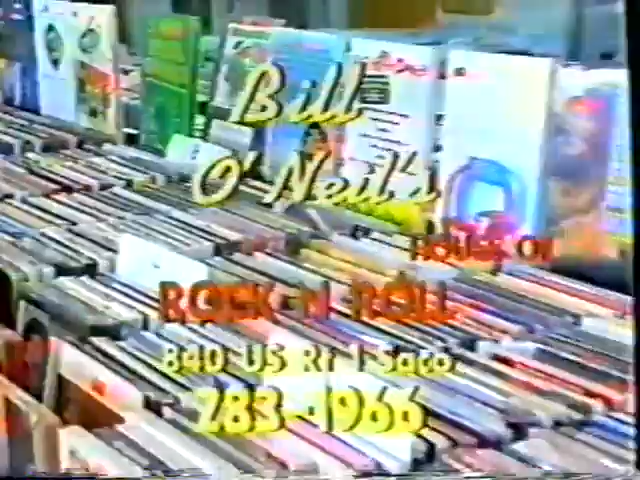 Bill
O'Neil's
HOUSE OF
ROCK N ROLL
840 US Rt 1 Saco
283-1966